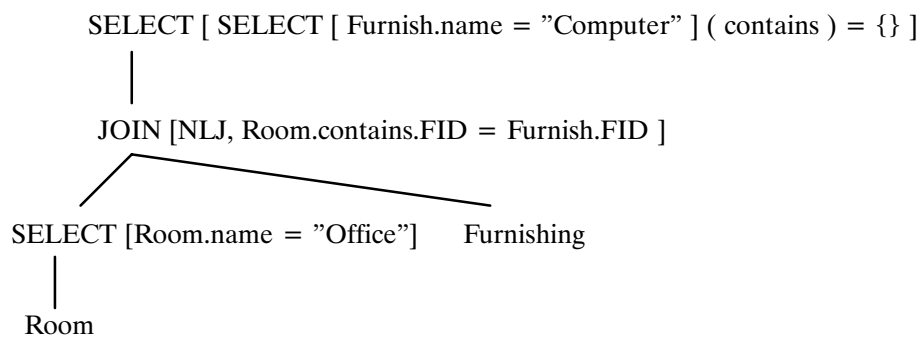 SELECT [ SELECT [ Furnish.name = ”Computer” ] ( contains ) = {} ]
JOIN [NLJ, Room.contains.FID = Furnish.FID ]
SELECT [Room.name = ”Office”] Furnishing
Room